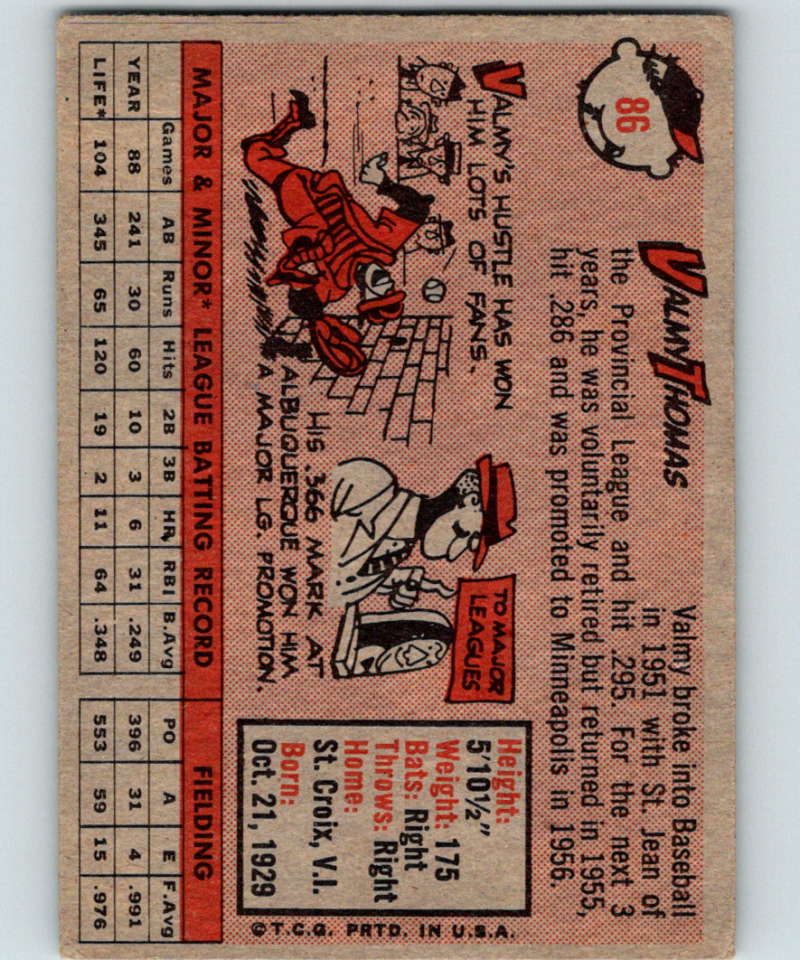 86
VALMY THOMAS
Valmy broke into Baseball
in 1951 with St. Jean of
the Provincial League and hit .295. For the next 3
years, he was voluntarily retired but returned in 1955,
hit .286 and was promoted to Minneapolis in 1956.
VALMY'S HUSTLE HAS WON
HIM LOTS OF FANS.
TO MAJOR
LEAGUES
HIS .366 MARK AT
ALBUQUERQUE WON HIM
A MAJOR LG. PROMOTION.
Height:
5'10½"
Weight: 175
Bats: Right
Throws: Right
Home:
St. Croix, V.I.
Born:
Oct. 21, 1929
MAJOR & MINOR* LEAGUE BATTING RECORD FIELDING
Games AB Runs Hits 2B 3B HR RBI B.Avg PO A E F.Avg
YEAR 88 241 30 60 10 3 6 31 .249 396 31 4 .991
LIFE* 104 345 65 120 19 2 11 64 .348 553 59 15 .976
©T.C.G. PRTD. IN U.S.A.